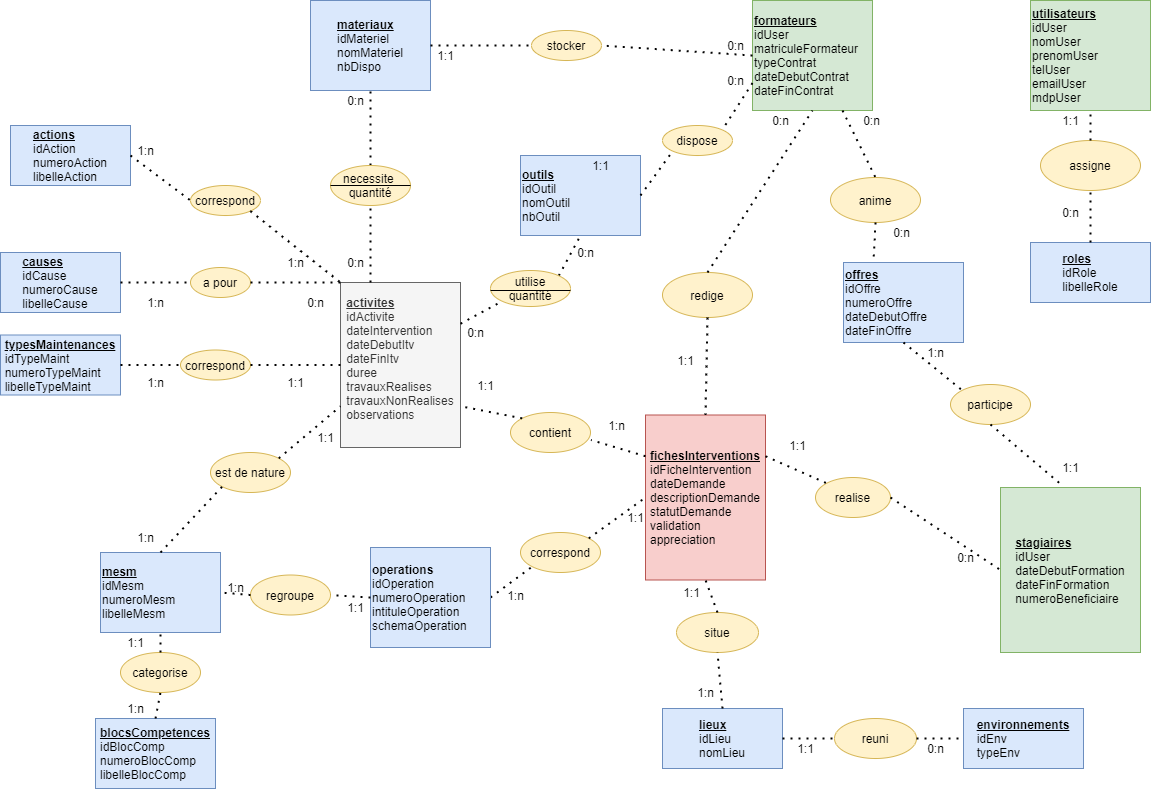 materiaux
idMateriel
nomMateriel
nbDispo
1:1
stocker
0:n
formateurs
idUser
matriculeFormateur
typeContrat
dateDebutContrat
dateFinContrat
utilisateurs
idUser
nomUser
prenomUser
telUser
emailUser
mdpUser
0:n
0:n
dispose
0:n
0:n
1:1
assigne
0:n
roles
idRole
libelleRole
actions
idAction
numeroAction
libelleAction
1:n
correspond
1:n
necessite
quantité
0:n
1:1
outils
idOutil
nomOutil
nbOutil
0:n
anime
0:n
causes
idCause
numeroCause
libelleCause
1:n
a pour
0:n
utilise
quantité
0:n
redige
1:1
offres
idOffre
numeroOffre
dateDebutOffre
dateFinOffre
1:n
activites
idActivite
dateIntervention
dateDebutItv
dateFinItv
duree
travauxRealises
travauxNonRealises
observations
typesMaintenances
idTypeMaint
numeroTypeMaint
libelleTypeMaint
1:n
correspond
1:1
1:1
contient
1:n
participe
1:1
1:1
est de nature
1:n
fichesInterventions
idFicheIntervention
dateDemande
descriptionDemande
statutDemande
validation
appreciation
1:1
realise
0:n
stagiaires
idUser
dateDebutFormation
dateFinFormation
numeroBeneficiaire
1:1
correspond
1:n
mesm
idMesm
numeroMesm
libelleMesm
1:n
regroupe
1:1
operations
idOperation
numeroOperation
intituleOperation
schemaOperation
1:1
situe
1:n
1:1
categorise
1:n
blocsCompetences
idBlocComp
numeroBlocComp
libelleBlocComp
lieux
idLieu
nomLieu
1:1
reuni
0:n
environnements
idEnv
typeEnv